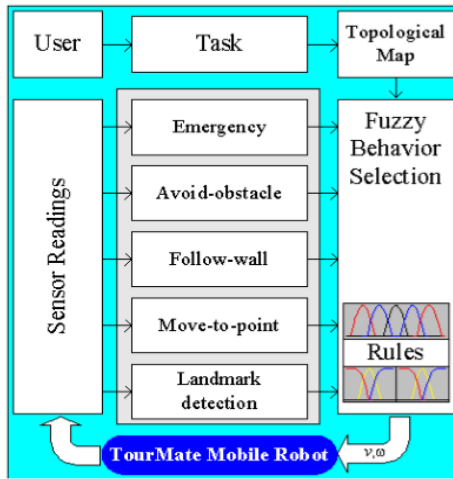 User
Task
Topological
Map
Sensor Readings
Emergency
Avoid-obstacle
Follow-wall
Move-to-point
Landmark
detection
Fuzzy
Behavior
Selection
Rules
TourMate Mobile Robot
v,ω